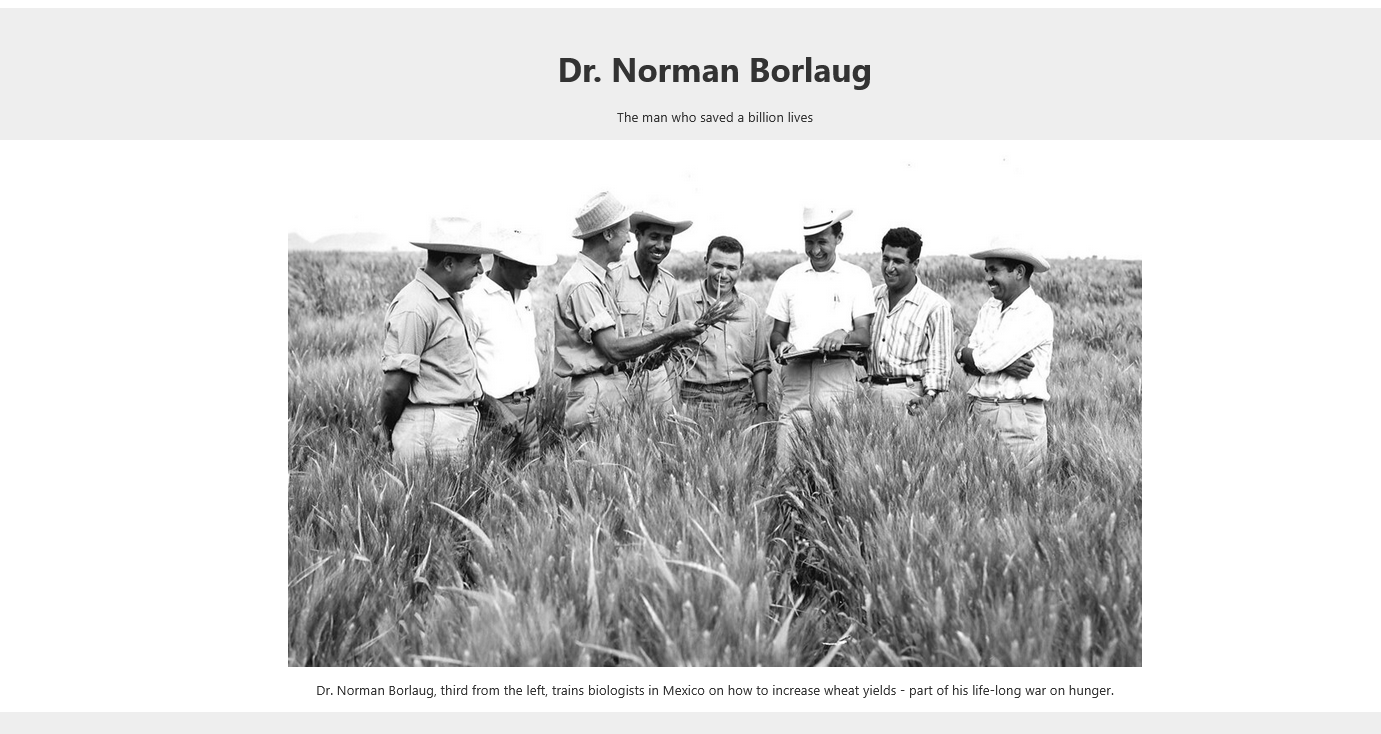 Dr. Norman Borlaug
The man who saved a billion lives
Dr. Norman Borlaug, third from the left, trains biologists in Mexico on how to increase wheat yields - part of his life-long war on hunger.